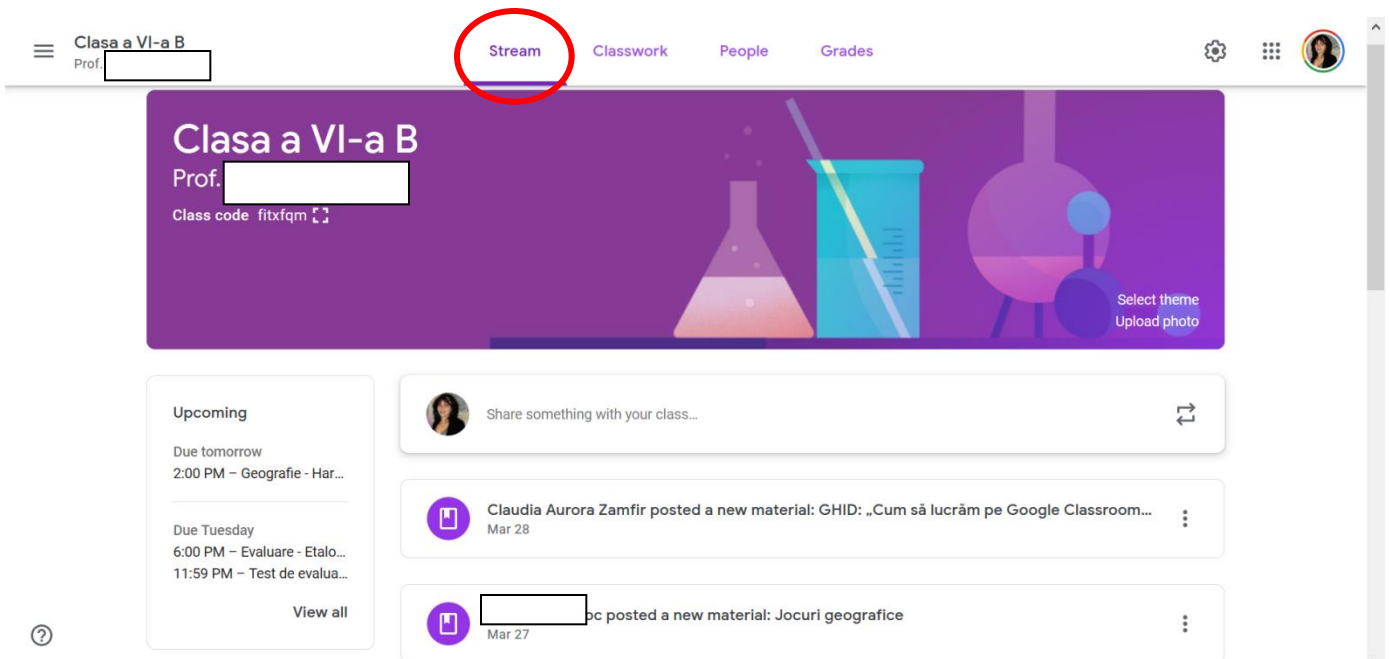 Clasa a VI-a B
Prof.
Stream
Classwork
People
Grades
Clasa a VI-a B
Prof.
Class code fitxfqm
Select theme
Upload photo
Upcoming
Due tomorrow
2:00 PM – Geografie - Har...
Due Tuesday
6:00 PM – Evaluare - Etalo...
11:59 PM – Test de evalua...
View all
Share something with your class...
Claudia Aurora Zamfir posted a new material: GHID: „Cum să lucrăm pe Google Classroom...
Mar 28
posted a new material: Jocuri geografice
Mar 27